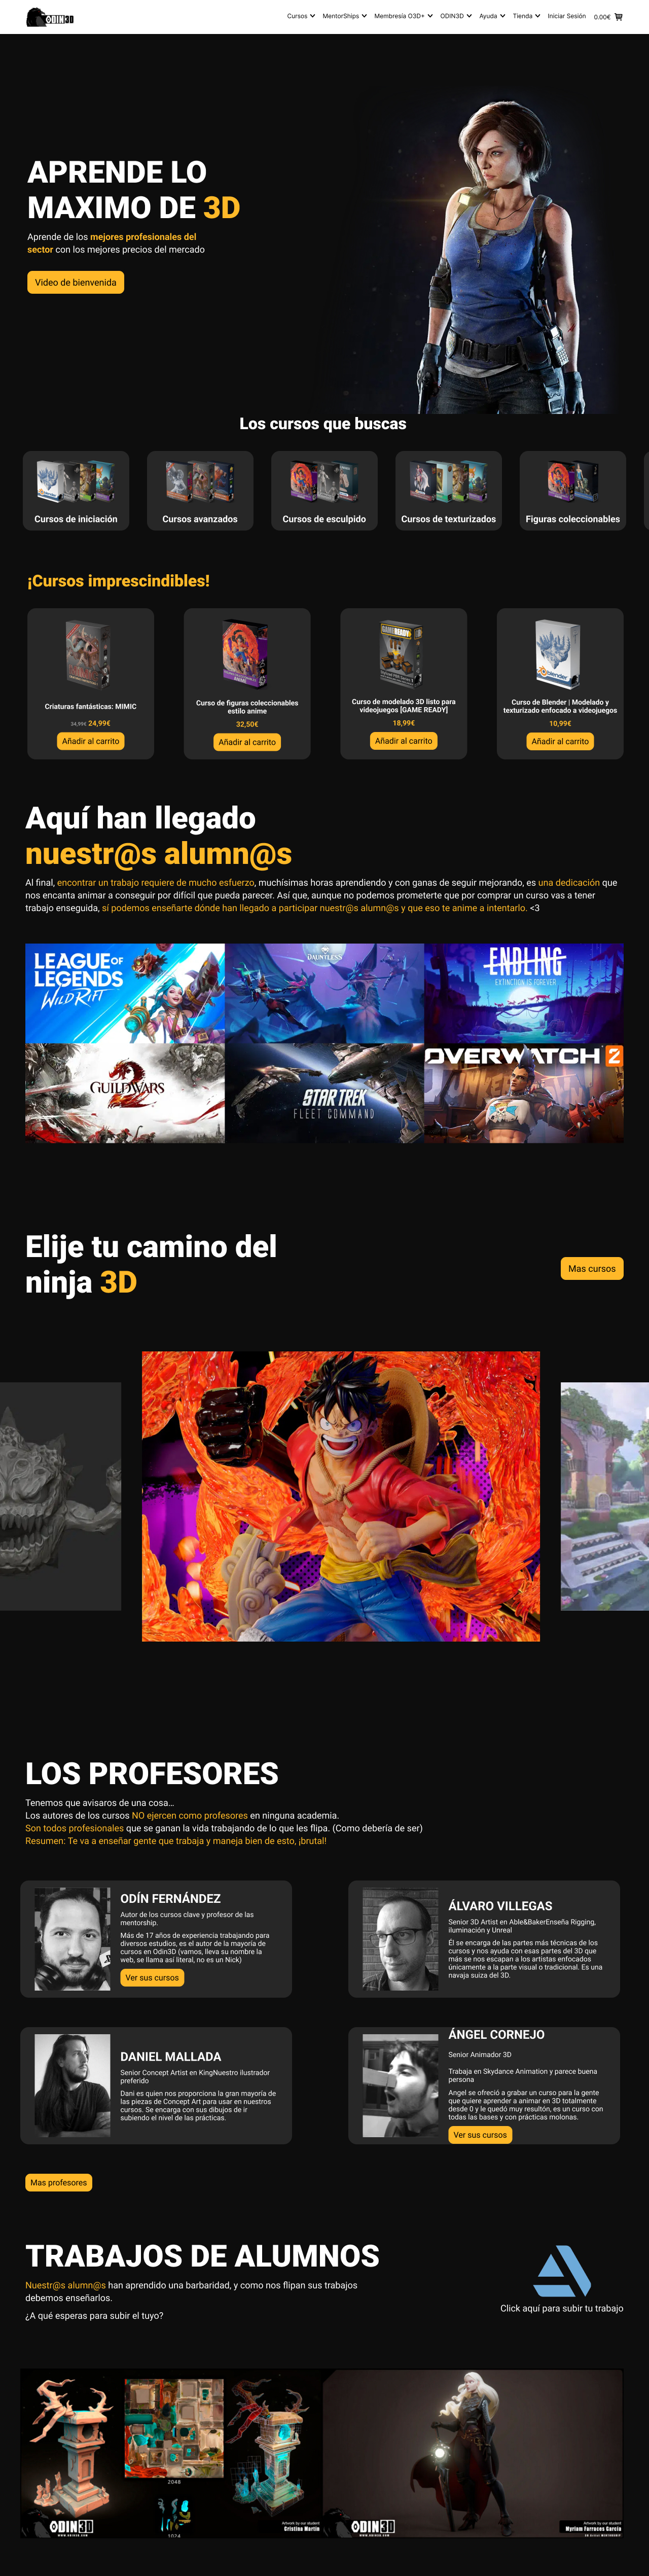 ODIN3D
Cursos MentorShips Membresía O3D+ ODIN3D Ayuda Tienda Iniciar Sesión 0.00€
APRENDE LO
MAXIMO DE 3D
Aprende de los mejores profesionales del
sector con los mejores precios del mercado
Video de bienvenida
Los cursos que buscas
Cursos de iniciación
Cursos avanzados
Cursos de esculpido
Cursos de texturizados
Figuras coleccionables
¡Cursos imprescindibles!
Criaturas fantásticas: MIMIC
34,99€ 24,99€
Añadir al carrito
Curso de figuras coleccionables
estilo anime
32,50€
Añadir al carrito
GAME READY
Curso de modelado 3D listo para
videojuegos [GAME READY]
18,99€
Añadir al carrito
blender
Curso de Blender | Modelado y
texturizado enfocado a videojuegos
10,99€
Añadir al carrito
Aquí han llegado
nuestr@s alumn@s
Al final, encontrar un trabajo requiere de mucho esfuerzo, muchísimas horas aprendiendo y con ganas de seguir mejorando, es una dedicación que
nos encanta animar a conseguir por difícil que pueda parecer. Así que, aunque no podemos prometerte que por comprar un curso vas a tener
trabajo enseguida, sí podemos enseñarte dónde han llegado a participar nuestr@s alumn@s y que eso te anime a intentarlo. <3
LEAGUE OF
LEGENDS
WILD RIFT
DAUNTLESS
ENDLING
EXTINCTION IS FOREVER
GUILD WARS 2
STAR TREK
FLEET COMMAND
OVERWATCH 2
Elije tu camino del
ninja 3D
Mas cursos
LOS PROFESORES
Tenemos que avisaros de una cosa...
Los autores de los cursos NO ejercen como profesores en ninguna academia.
Son todos profesionales que se ganan la vida trabajando de lo que les flipa. (Como debería de ser)
Resumen: Te va a enseñar gente que trabaja y maneja bien de esto, ¡brutal!
ODÍN FERNÁNDEZ
Autor de los cursos clave y profesor de las
mentorship.
Más de 17 años de experiencia trabajando para
diversos estudios, es el autor de la mayoría de
cursos en Odin3D (vamos, lleva su nombre la
web, se llama así literal, no es un Nick)
Ver sus cursos
ÁLVARO VILLEGAS
Senior 3D Artist en Able&BakerEnseña Rigging,
iluminación y Unreal
Él se encarga de las partes más técnicas de los
cursos y nos ayuda con esas partes del 3D que
más se nos escapan a los artistas enfocados
únicamente a la parte visual o tradicional. Es una
navaja suiza del 3D.
DANIEL MALLADA
Senior Concept Artist en KingNuestro ilustrador
preferido
Dani es quien nos proporciona la gran mayoría de
las piezas de Concept Art para usar en nuestros
cursos. Se encarga con sus dibujos de ir
subiendo el nivel de las prácticas.
ÁNGEL CORNEJO
Senior Animador 3D
Trabaja en Skydance Animation y parece buena
persona
Angel se ofreció a grabar un curso para la gente
que quiere aprender a animar en 3D totalmente
desde 0 y le quedó muy resultón, es un curso con
todas las bases y con prácticas molonas.
Ver sus cursos
Mas profesores
TRABAJOS DE ALUMNOS
Nuestr@s alumn@s han aprendido una barbaridad, y como nos flipan sus trabajos
debemos enseñarlos.
¿A qué esperas para subir el tuyo?
Click aquí para subir tu trabajo
2048
1024
ODIN3D
WWW.ODIN3D.COM
Artwork by our student
Cristina Martín
ODIN3D
WWW.ODIN3D.COM
Artwork by our student
Myriam Ferraces García